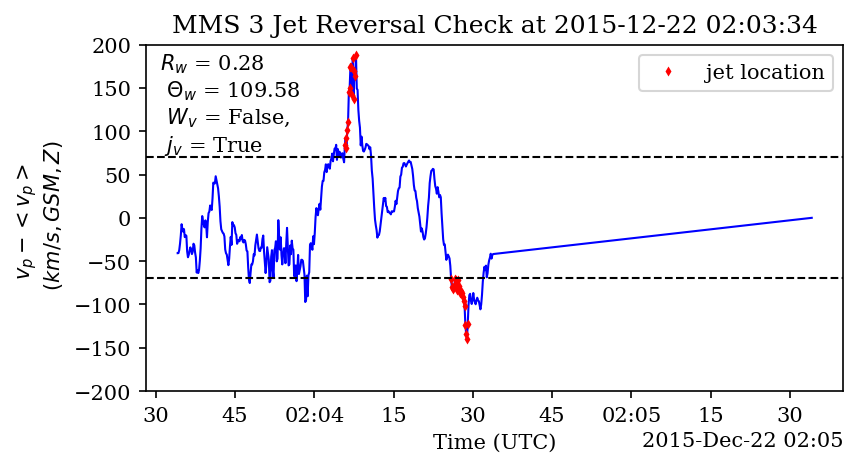 MMS 3 Jet Reversal Check at 2015-12-22 02:03:34
R_w = 0.28
Θ_w = 109.58
W_v = False,
j_v = True
jet location
v_p − < v_p >
(km/s, GSM, Z)
200
150
100
50
0
−50
−100
−150
−200
30 45 02:04 15 30 45 02:05 15 30
Time (UTC)
2015-Dec-22 02:05